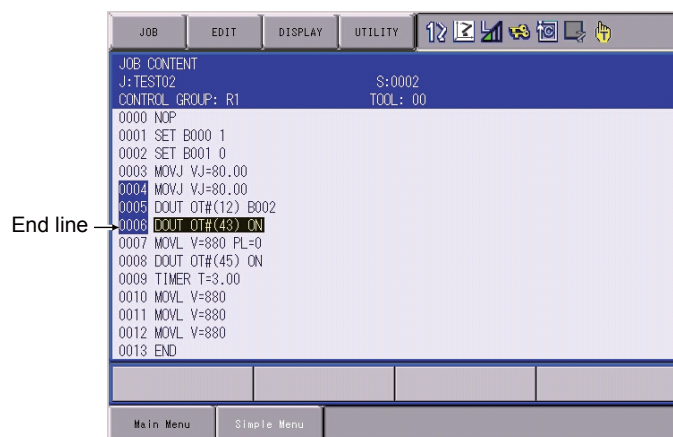 JOB EDIT DISPLAY UTILITY
JOB CONTENT
J:TEST02 S:0002
CONTROL GROUP: R1 TOOL: 00
0000 NOP
0001 SET B000 1
0002 SET B001 0
0003 MOVJ VJ=80.00
0004 MOVJ VJ=80.00
0005 DOUT OT#(12) B002
End line 0006 DOUT OT#(43) ON
0007 MOVL V=880 PL=0
0008 DOUT OT#(45) ON
0009 TIMER T=3.00
0010 MOVL V=880
0011 MOVL V=880
0012 MOVL V=880
0013 END
Main Menu Simple Menu